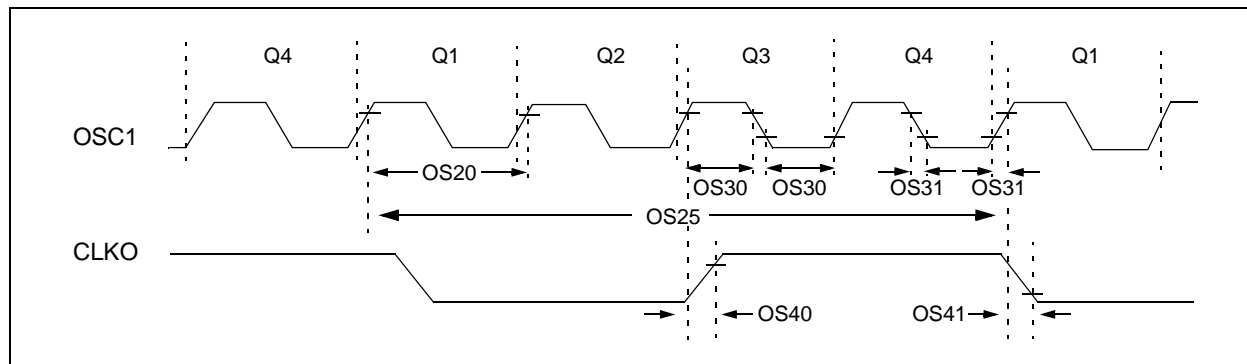 Q4 Q1 Q2 Q3 Q4 Q1
OSC1
OS20 OS30 OS30 OS31 OS31
OS25
CLKO
OS40 OS41